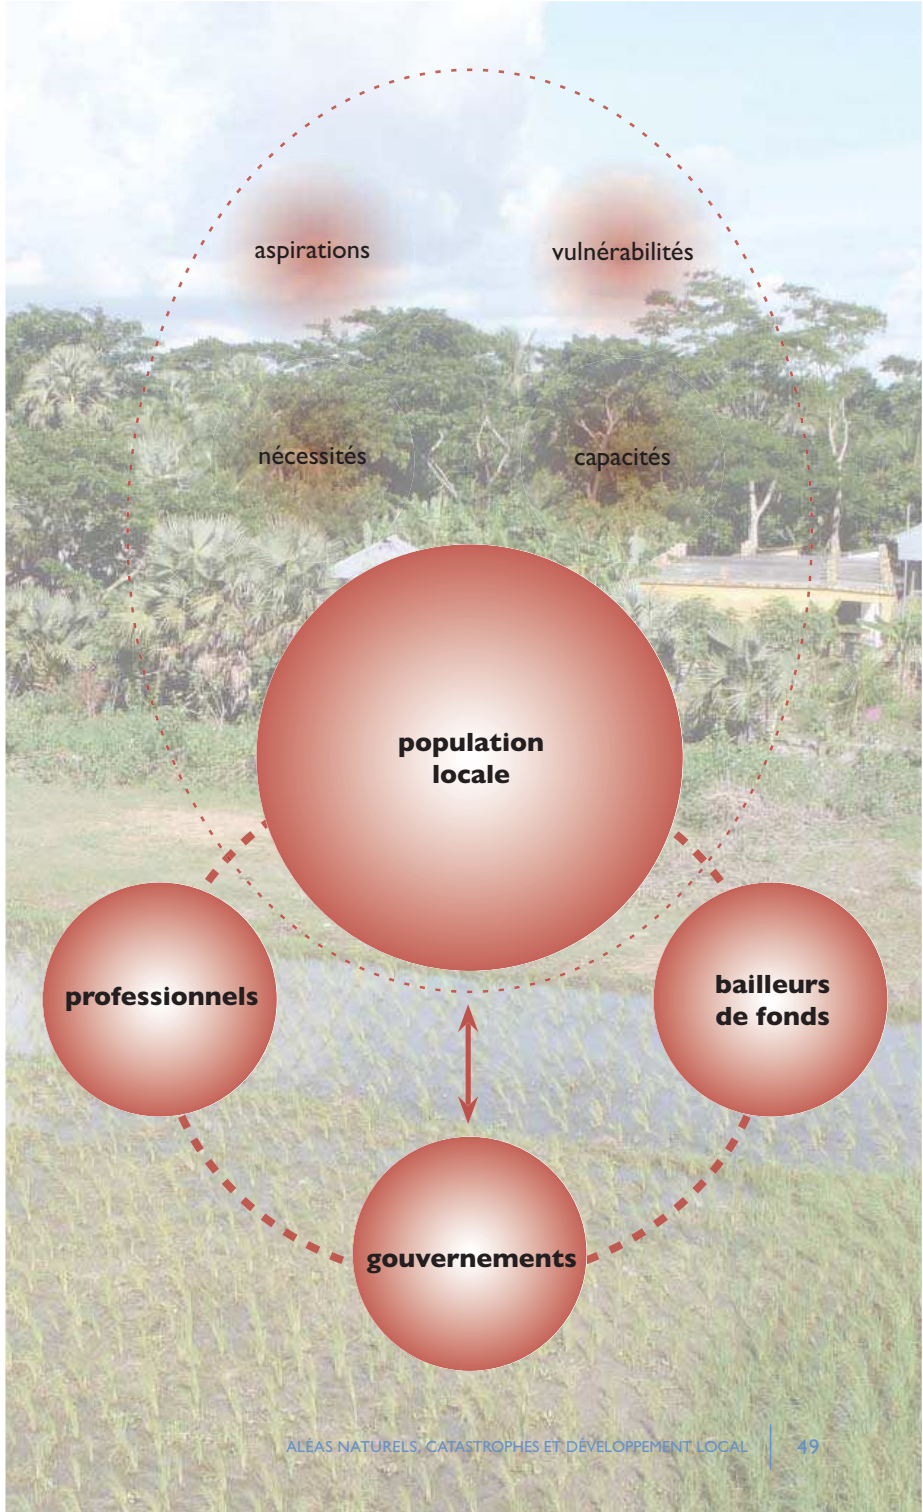 aspirations
vulnérabilités
nécessités
capacités
population
locale
professionnels
bailleurs
de fonds
gouvernements
ALÉAS NATURELS, CATASTROPHES ET DÉVELOPPEMENT LOCAL
49